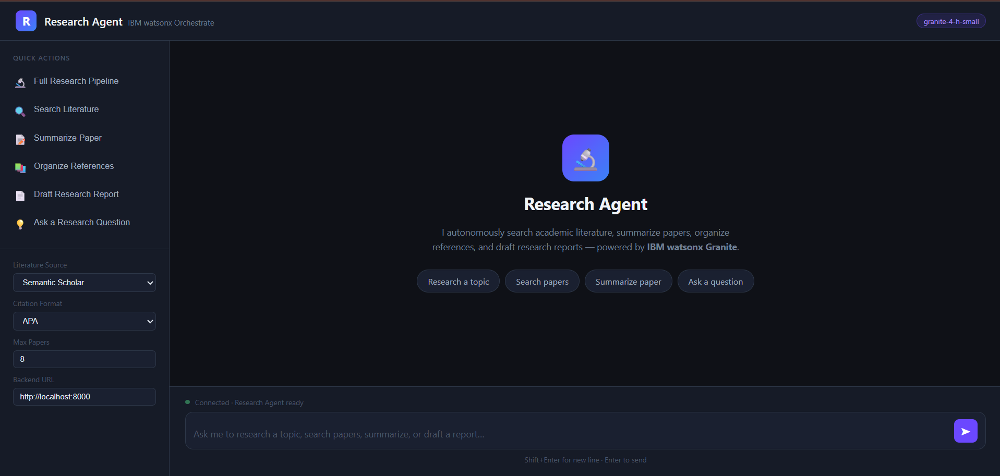 R Research Agent IBM watsonx Orchestrate
granite-4-h-small
QUICK ACTIONS
Full Research Pipeline
Search Literature
Summarize Paper
Organize References
Draft Research Report
Ask a Research Question
Literature Source
Semantic Scholar
Citation Format
APA
Max Papers
8
Backend URL
http://localhost:8000
Research Agent
I autonomously search academic literature, summarize papers, organize
references, and draft research reports — powered by IBM watsonx Granite.
Research a topic
Search papers
Summarize paper
Ask a question
Connected · Research Agent ready
Ask me to research a topic, search papers, summarize, or draft a report...
Shift+Enter for new line · Enter to send